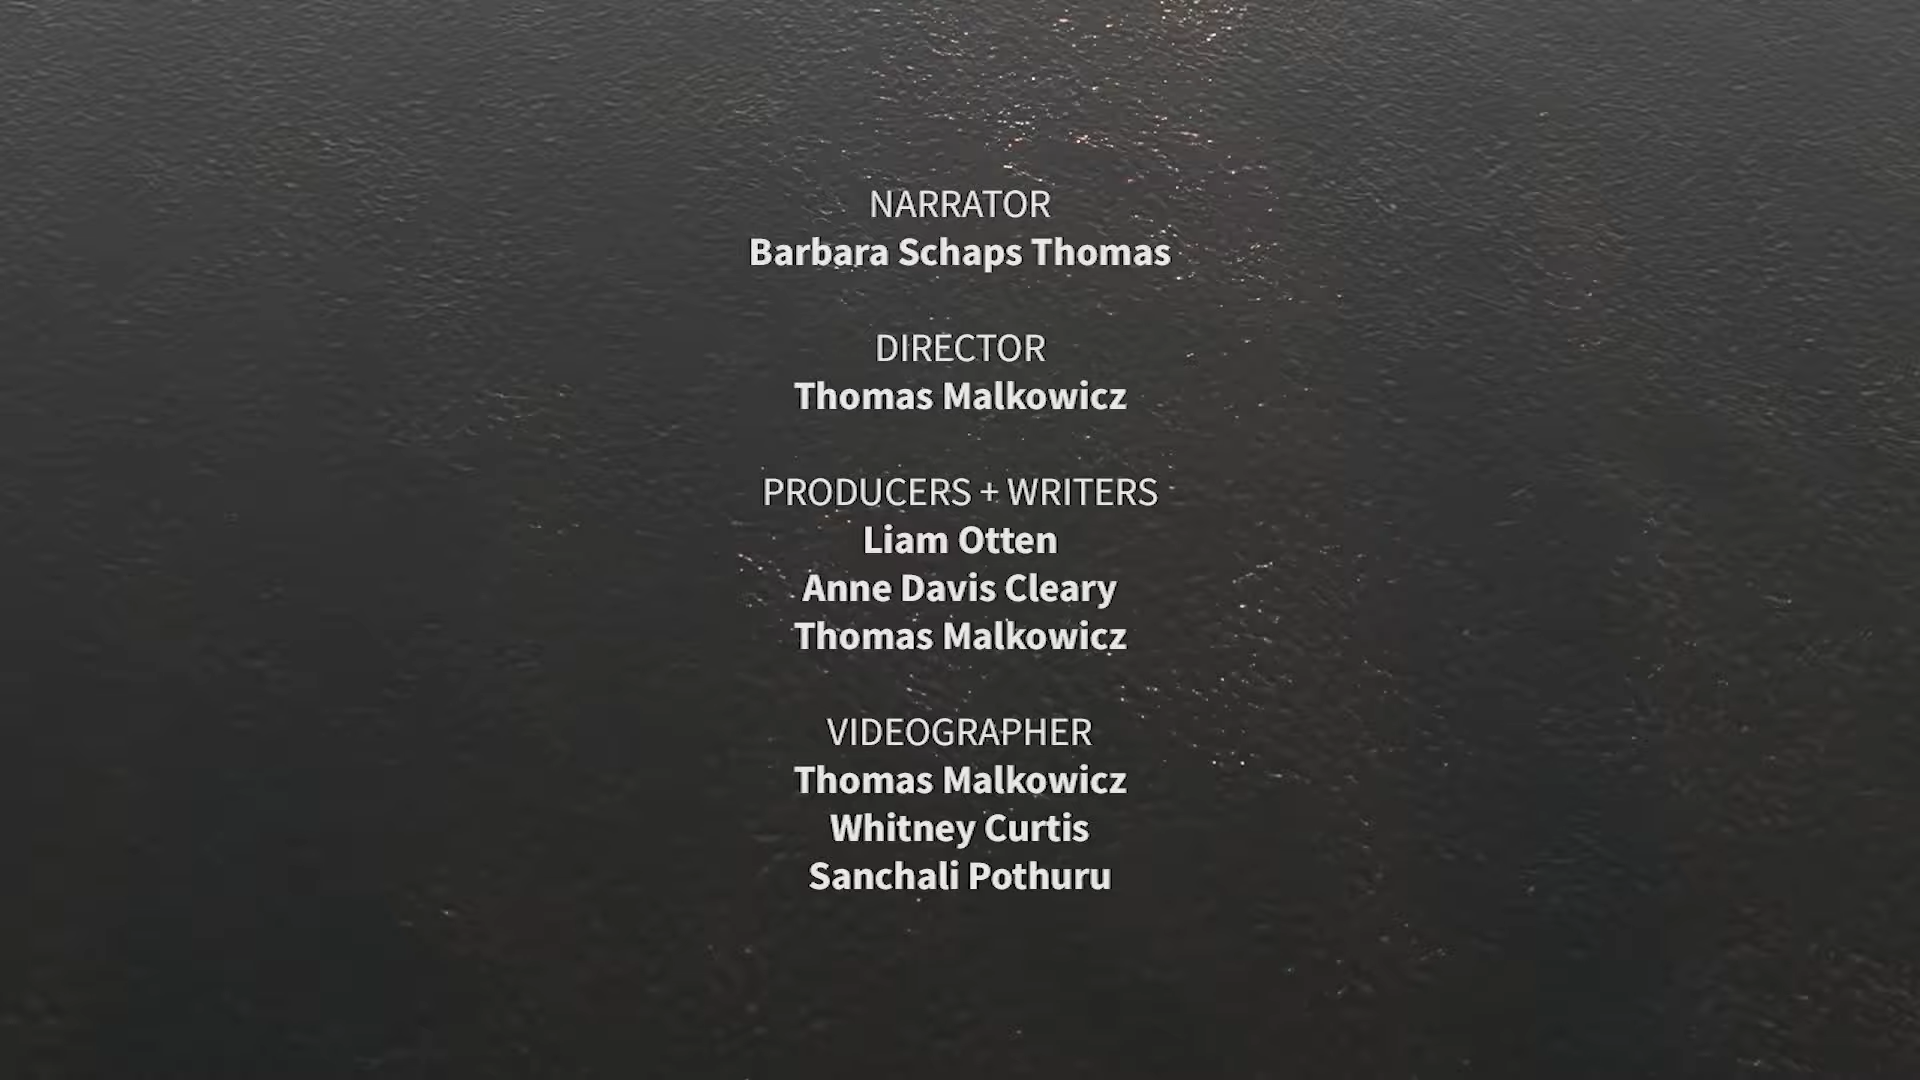 NARRATOR
Barbara Schaps Thomas
DIRECTOR
Thomas Malkowicz
PRODUCERS + WRITERS
Liam Otten
Anne Davis Cleary
Thomas Malkowicz
VIDEOGRAPHER
Thomas Malkowicz
Whitney Curtis
Sanchali Pothuru